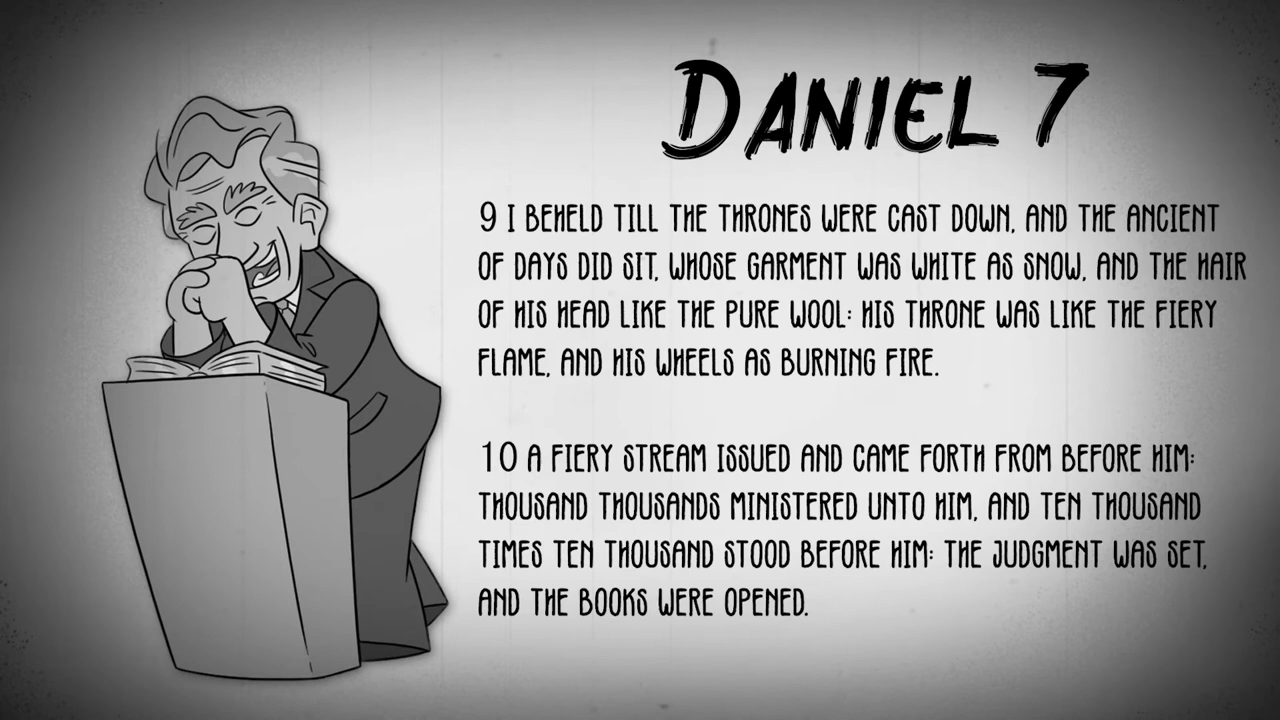 DANIEL 7
9 I BEHELD TILL THE THRONES WERE CAST DOWN, AND THE ANCIENT
OF DAYS DID SIT, WHOSE GARMENT WAS WHITE AS SNOW, AND THE HAIR
OF HIS HEAD LIKE THE PURE WOOL: HIS THRONE WAS LIKE THE FIERY
FLAME, AND HIS WHEELS AS BURNING FIRE.
10 A FIERY STREAM ISSUED AND CAME FORTH FROM BEFORE HIM:
THOUSAND THOUSANDS MINISTERED UNTO HIM, AND TEN THOUSAND
TIMES TEN THOUSAND STOOD BEFORE HIM: THE JUDGMENT WAS SET,
AND THE BOOKS WERE OPENED.